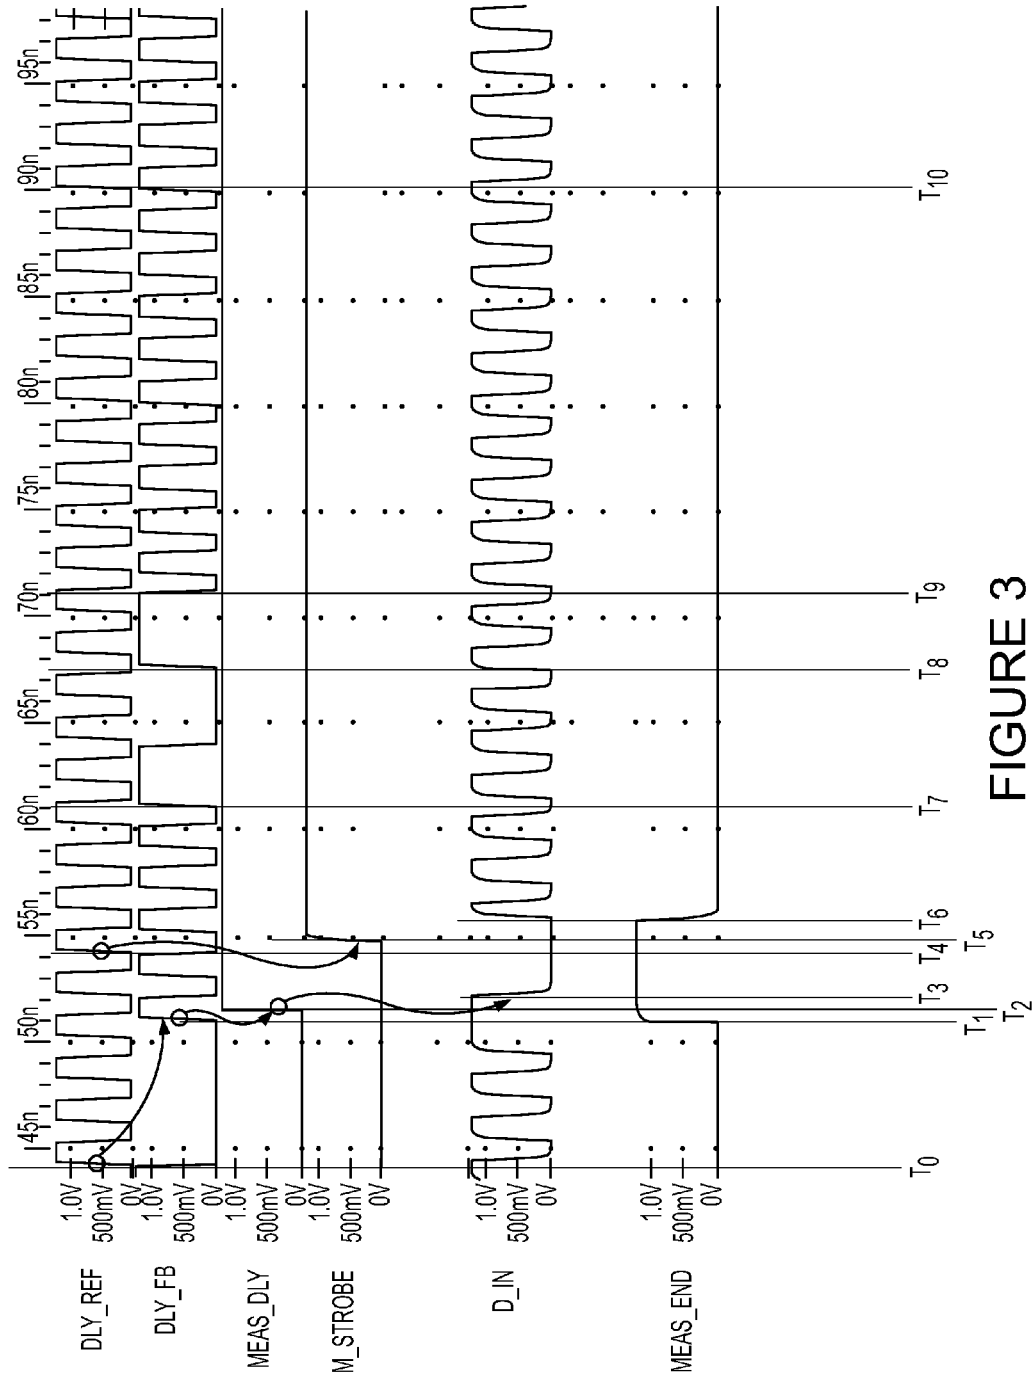 45n 50n 55n 60n 65n 70n 75n 80n 85n 90n 95n
DLY_REF
1.0V
500mV
0V
DLY_FB
1.0V
500mV
0V
MEAS_DLY
1.0V
500mV
0V
M_STROBE
1.0V
500mV
0V
D_IN
1.0V
500mV
0V
MEAS_END
1.0V
500mV
0V
T0 T1 T2 T3 T4 T5 T6 T7 T8 T9 T10
FIGURE 3